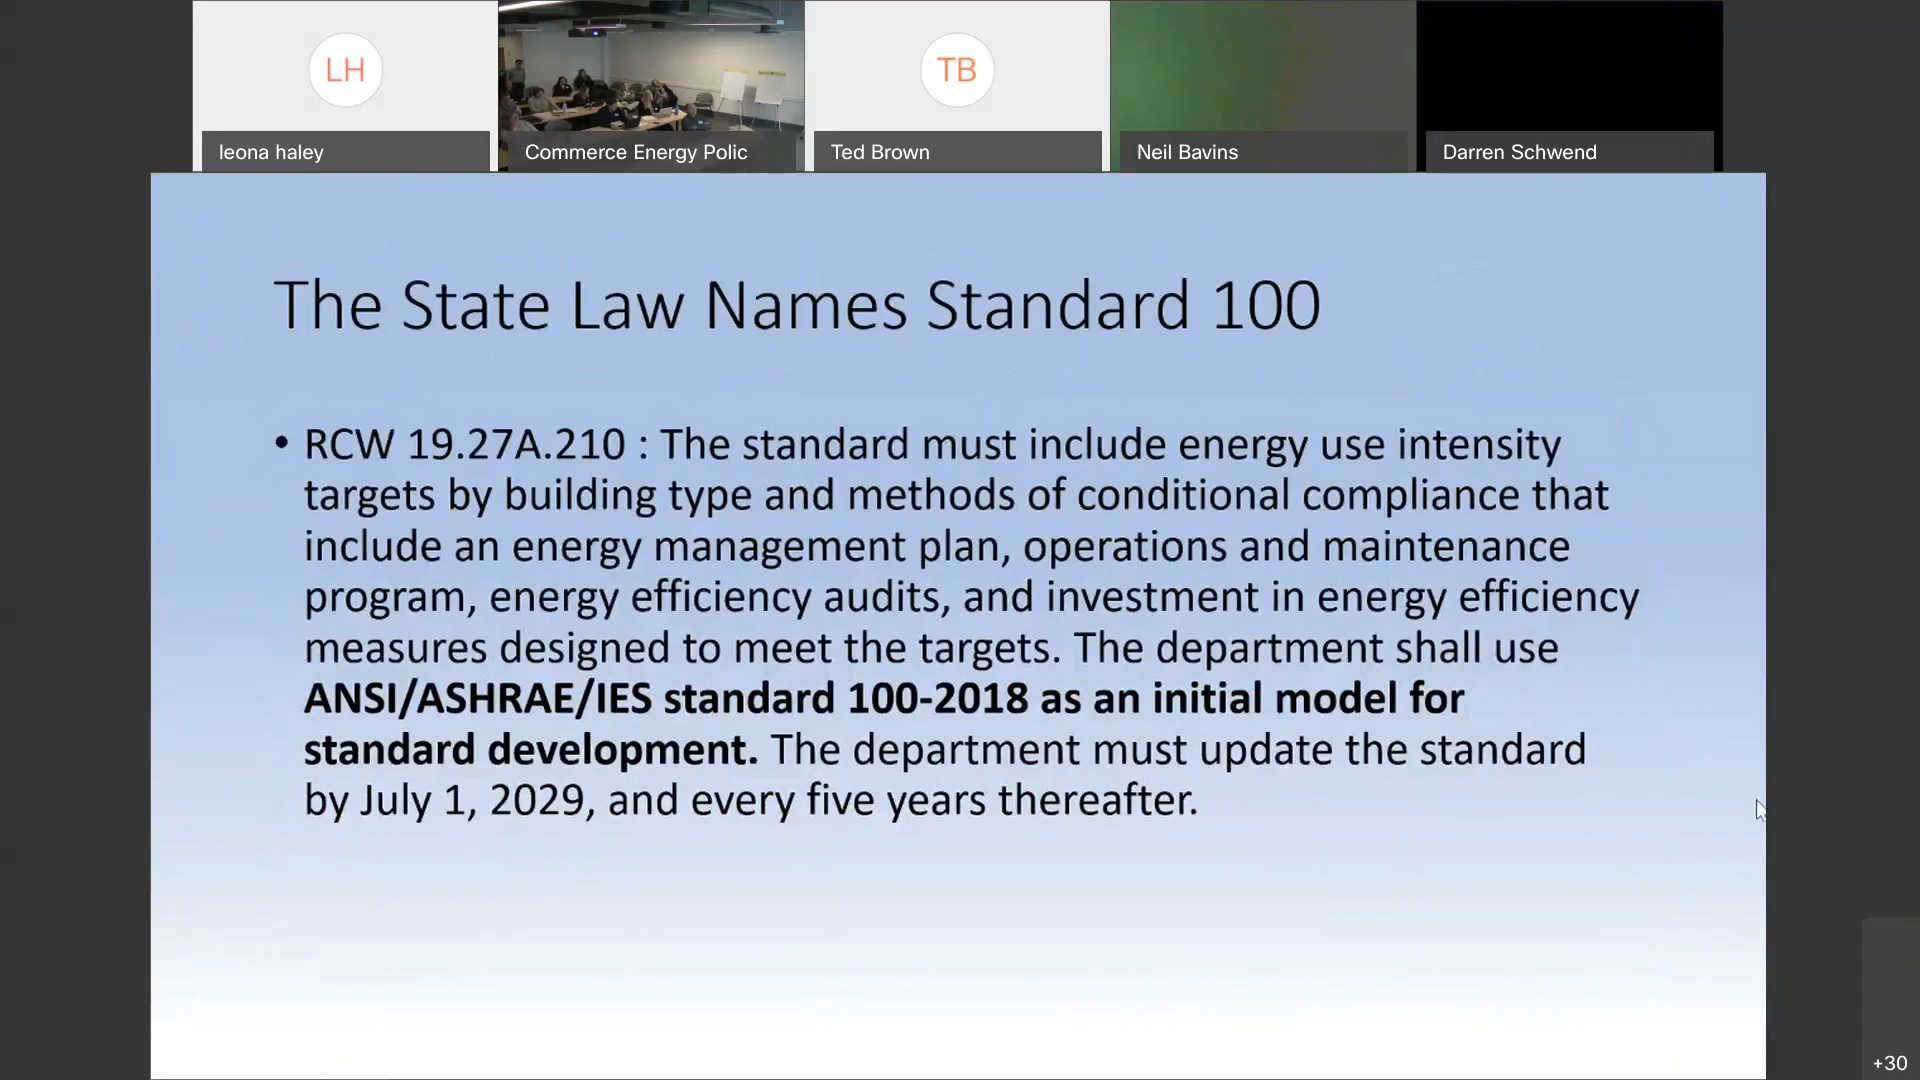 LH
TB
leona haley
Commerce Energy Polic
Ted Brown
Neil Bavins
Darren Schwend
The State Law Names Standard 100
• RCW 19.27A.210 : The standard must include energy use intensity
targets by building type and methods of conditional compliance that
include an energy management plan, operations and maintenance
program, energy efficiency audits, and investment in energy efficiency
measures designed to meet the targets. The department shall use
ANSI/ASHRAE/IES standard 100-2018 as an initial model for
standard development. The department must update the standard
by July 1, 2029, and every five years thereafter.
+30